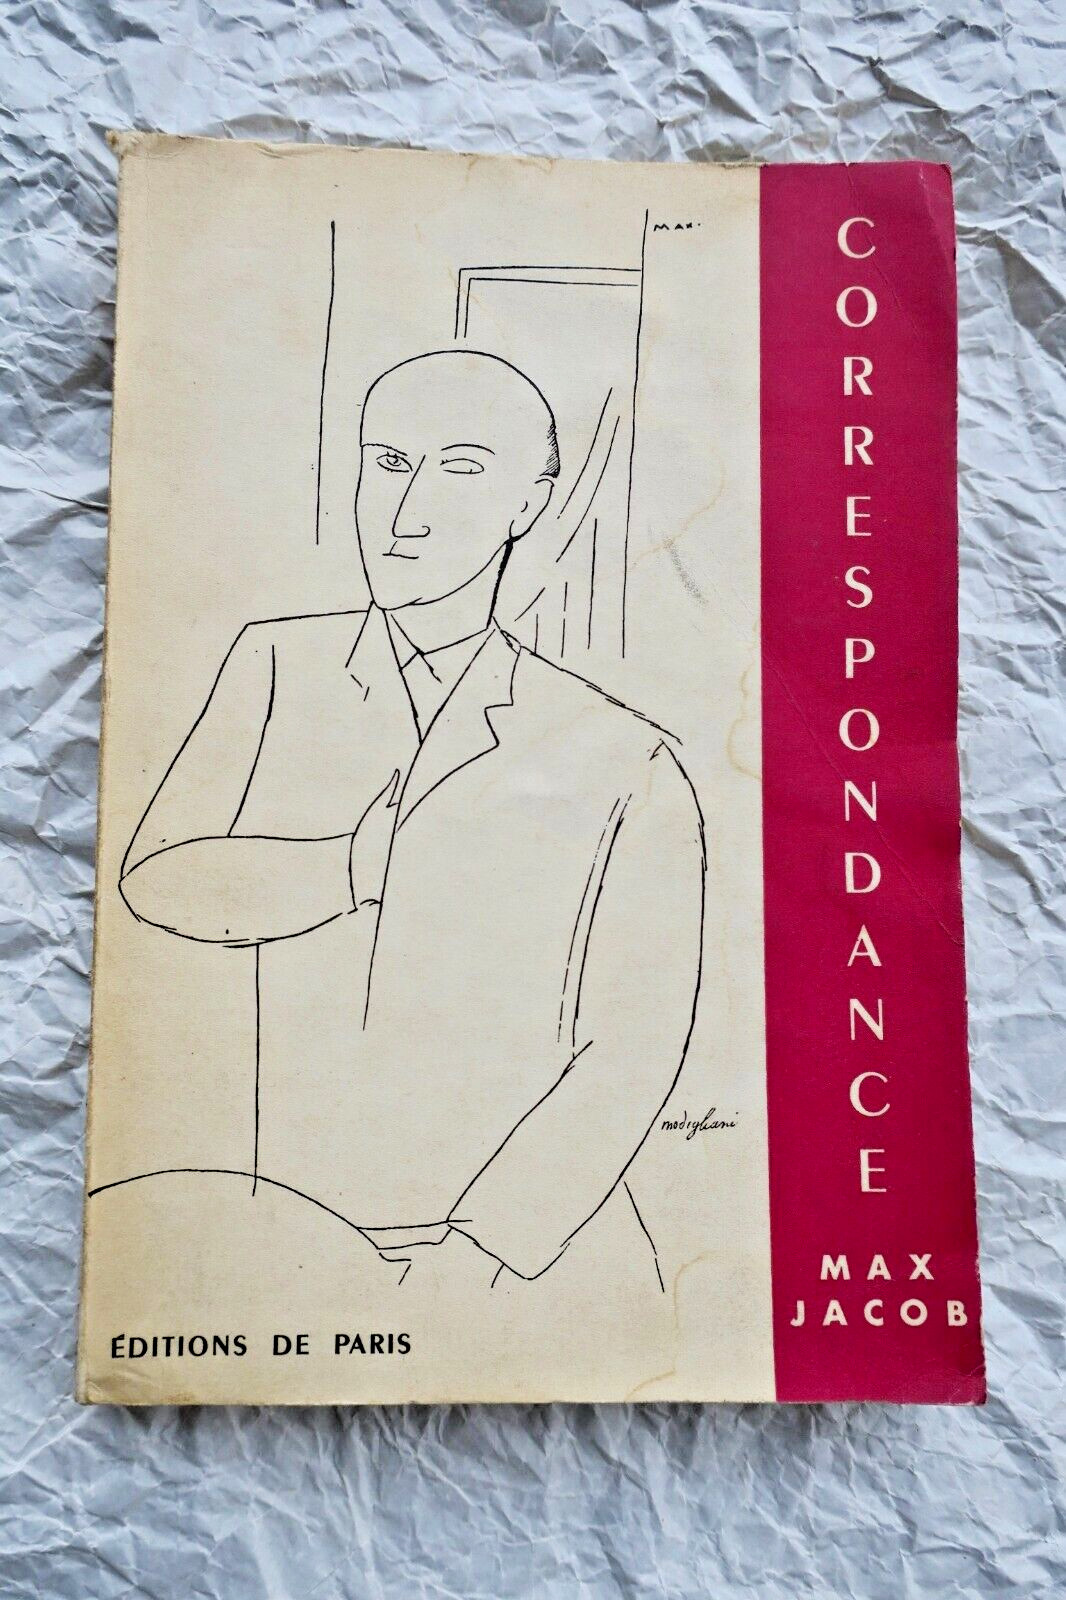 MAX.
CORRESPONDANCE
modigliani
MAX
JACOB
ÉDITIONS DE PARIS